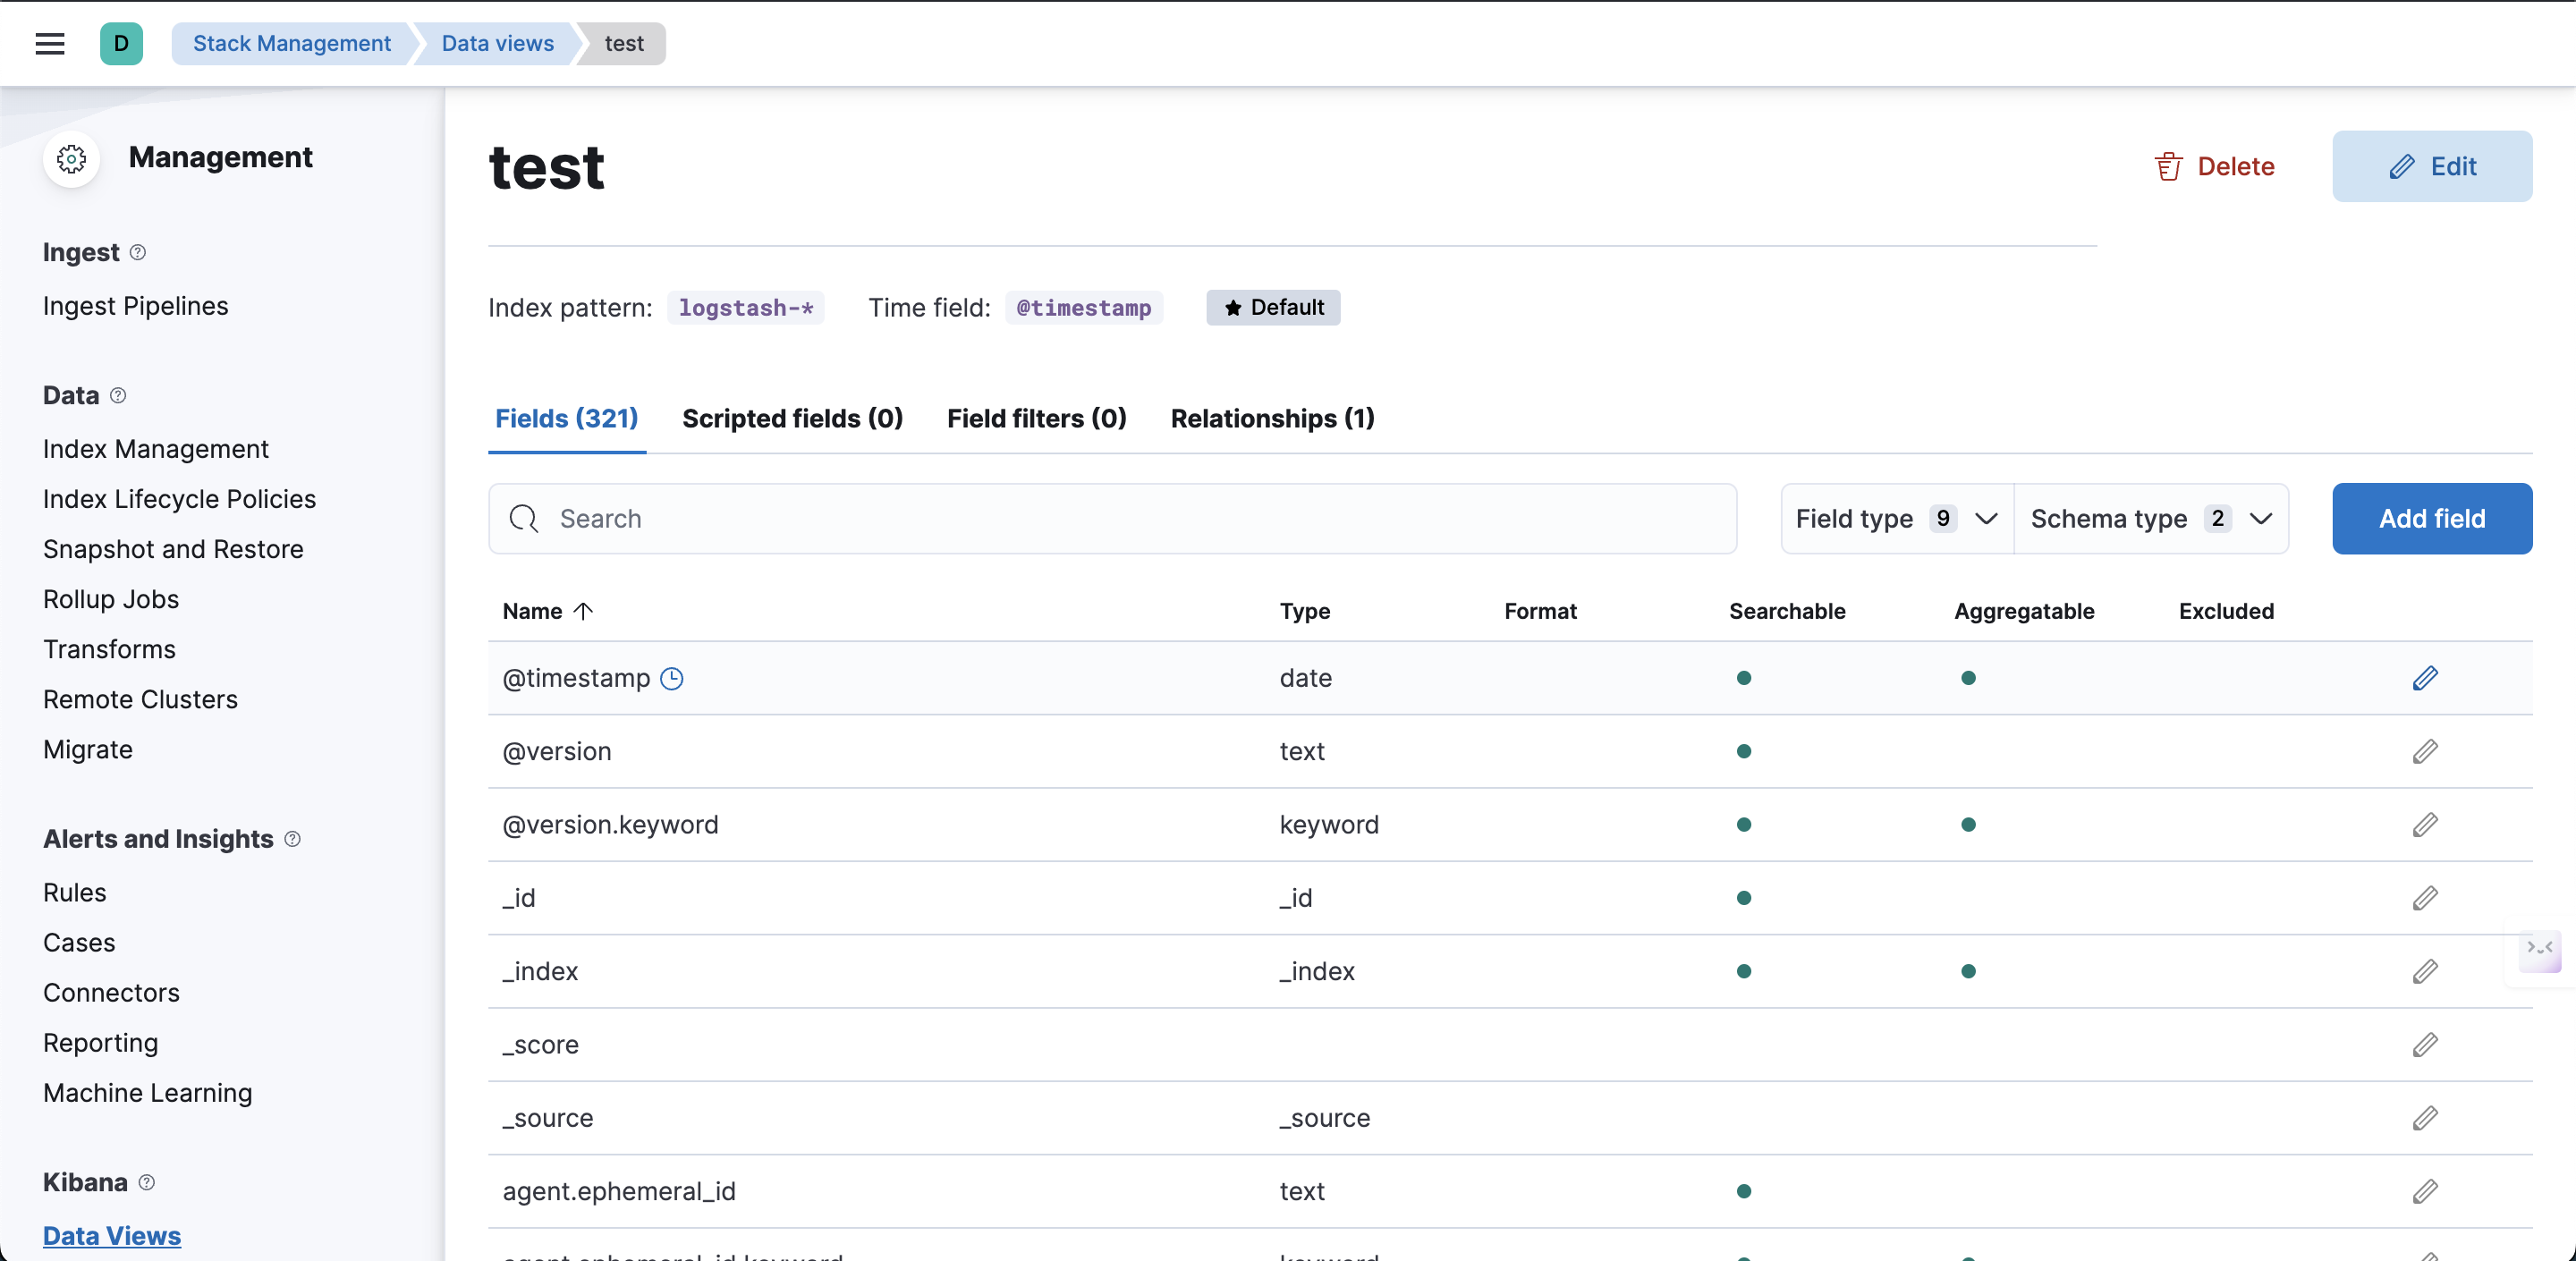 D
Stack Management
Data views
test
Management
Ingest
Ingest Pipelines
Data
Index Management
Index Lifecycle Policies
Snapshot and Restore
Rollup Jobs
Transforms
Remote Clusters
Migrate
Alerts and Insights
Rules
Cases
Connectors
Reporting
Machine Learning
Kibana
Data Views
test
Delete
Edit
Index pattern: logstash-* Time field: @timestamp Default
Fields (321) Scripted fields (0) Field filters (0) Relationships (1)
Search
Field type 9
Schema type 2
Add field
Name Type Format Searchable Aggregatable Excluded
@timestamp date
@version text
@version.keyword keyword
_id _id
_index _index
_score
_source _source
agent.ephemeral_id text
agent.ephemeral_id.keyword keyword